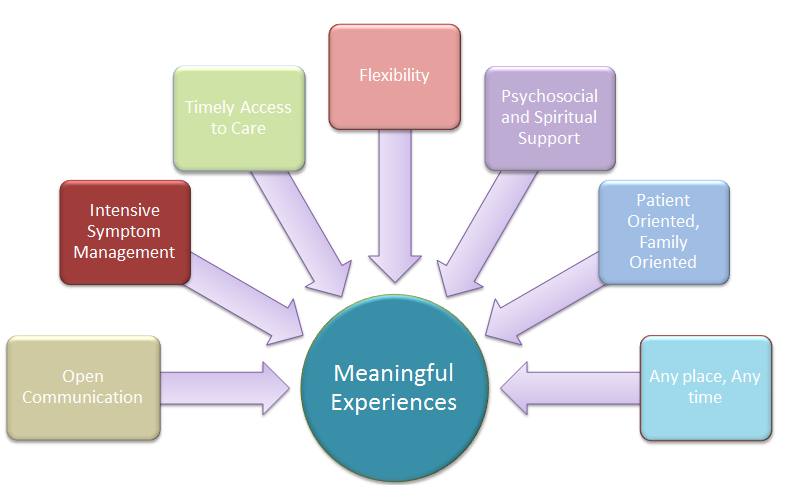 Flexibility
Timely Access
to Care
Psychosocial
and Spiritual
Support
Intensive
Symptom
Management
Patient
Oriented,
Family
Oriented
Open
Communication
Meaningful
Experiences
Any place, Any
time